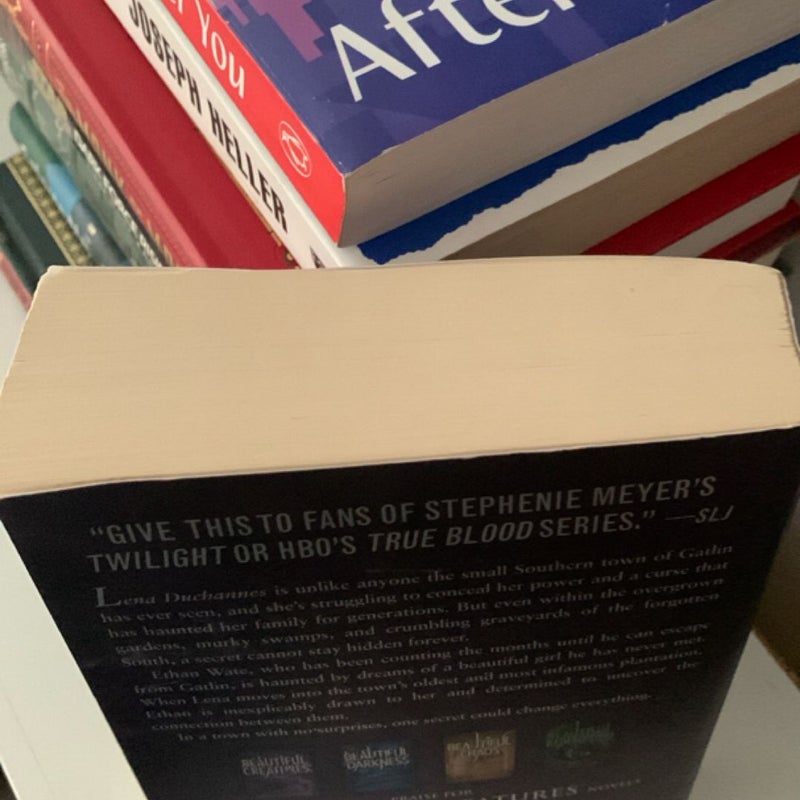 After
YOU
JOSEPH HELLER
"GIVE THIS TO FANS OF STEPHENIE MEYER'S
TWILIGHT OR HBO'S TRUE BLOOD SERIES." —SLJ
Lena Duchannes is unlike anyone the small Southern town of Gatlin
has ever seen, and she's struggling to conceal her power and a curse that
has haunted her family for generations. But even within the overgrown
gardens, murky swamps, and crumbling graveyards of the forgotten
South, a secret cannot stay hidden forever.
Ethan Wate, who has been counting the months until he can escape
from Gatlin, is haunted by dreams of a beautiful girl he has never met.
When Lena moves into the town's oldest and most infamous plantation,
Ethan is inexplicably drawn to her and determined to uncover the
connection between them.
In a town with no surprises, one secret could change everything.
BEAUTIFUL
CREATURES
BEAUTIFUL
DARKNESS
BEAUTIFUL
CHAOS
PRAISE FOR
NOVELS